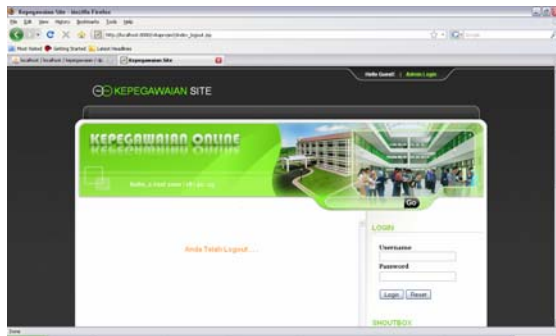 Kepegawaian Site - Mozilla Firefox
File Edit View History Bookmarks Tools Help
Most Visited Getting Started Latest Headlines
Kepegawaian Site
Hello Guest! | Admin Login
KEPEGAWAIAN SITE
KEPEGAWAIAN ONLINE
Go
LOGIN
Anda Telah Logout . . .
Username
Password
Login Reset
SHOUTBOX
Done